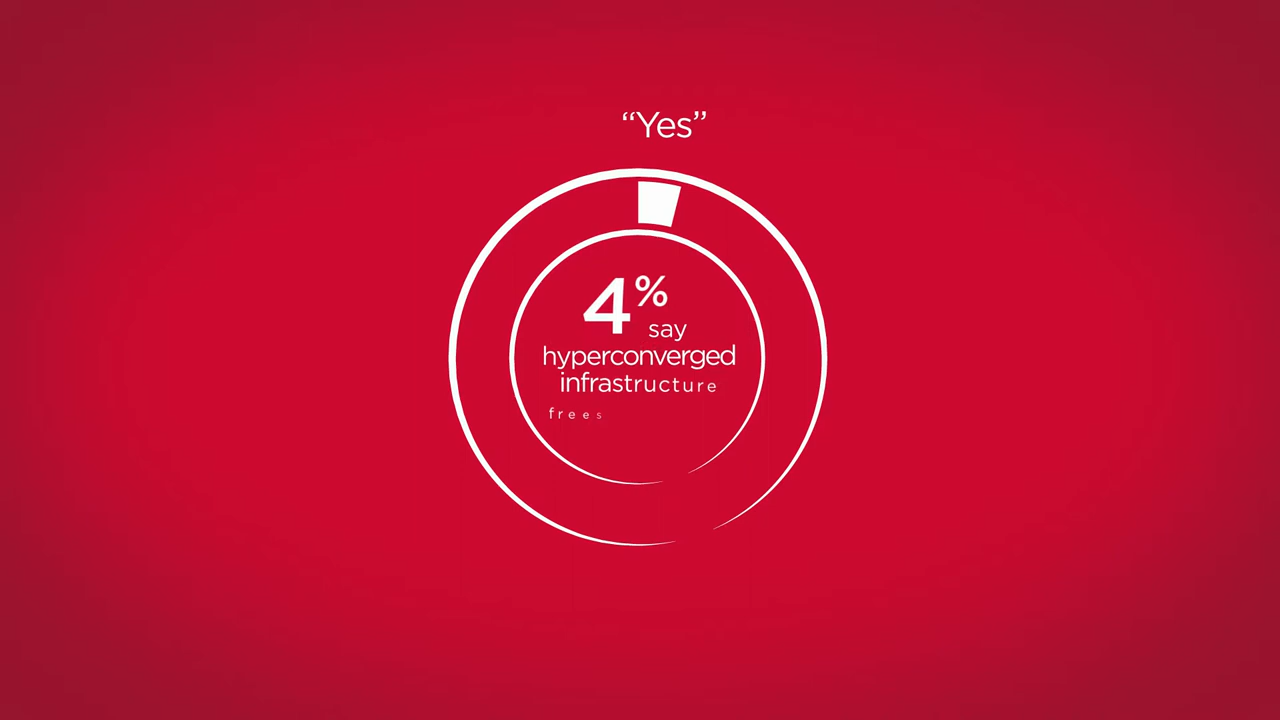 “Yes”
4%
say
hyperconverged
infrastructure
frees